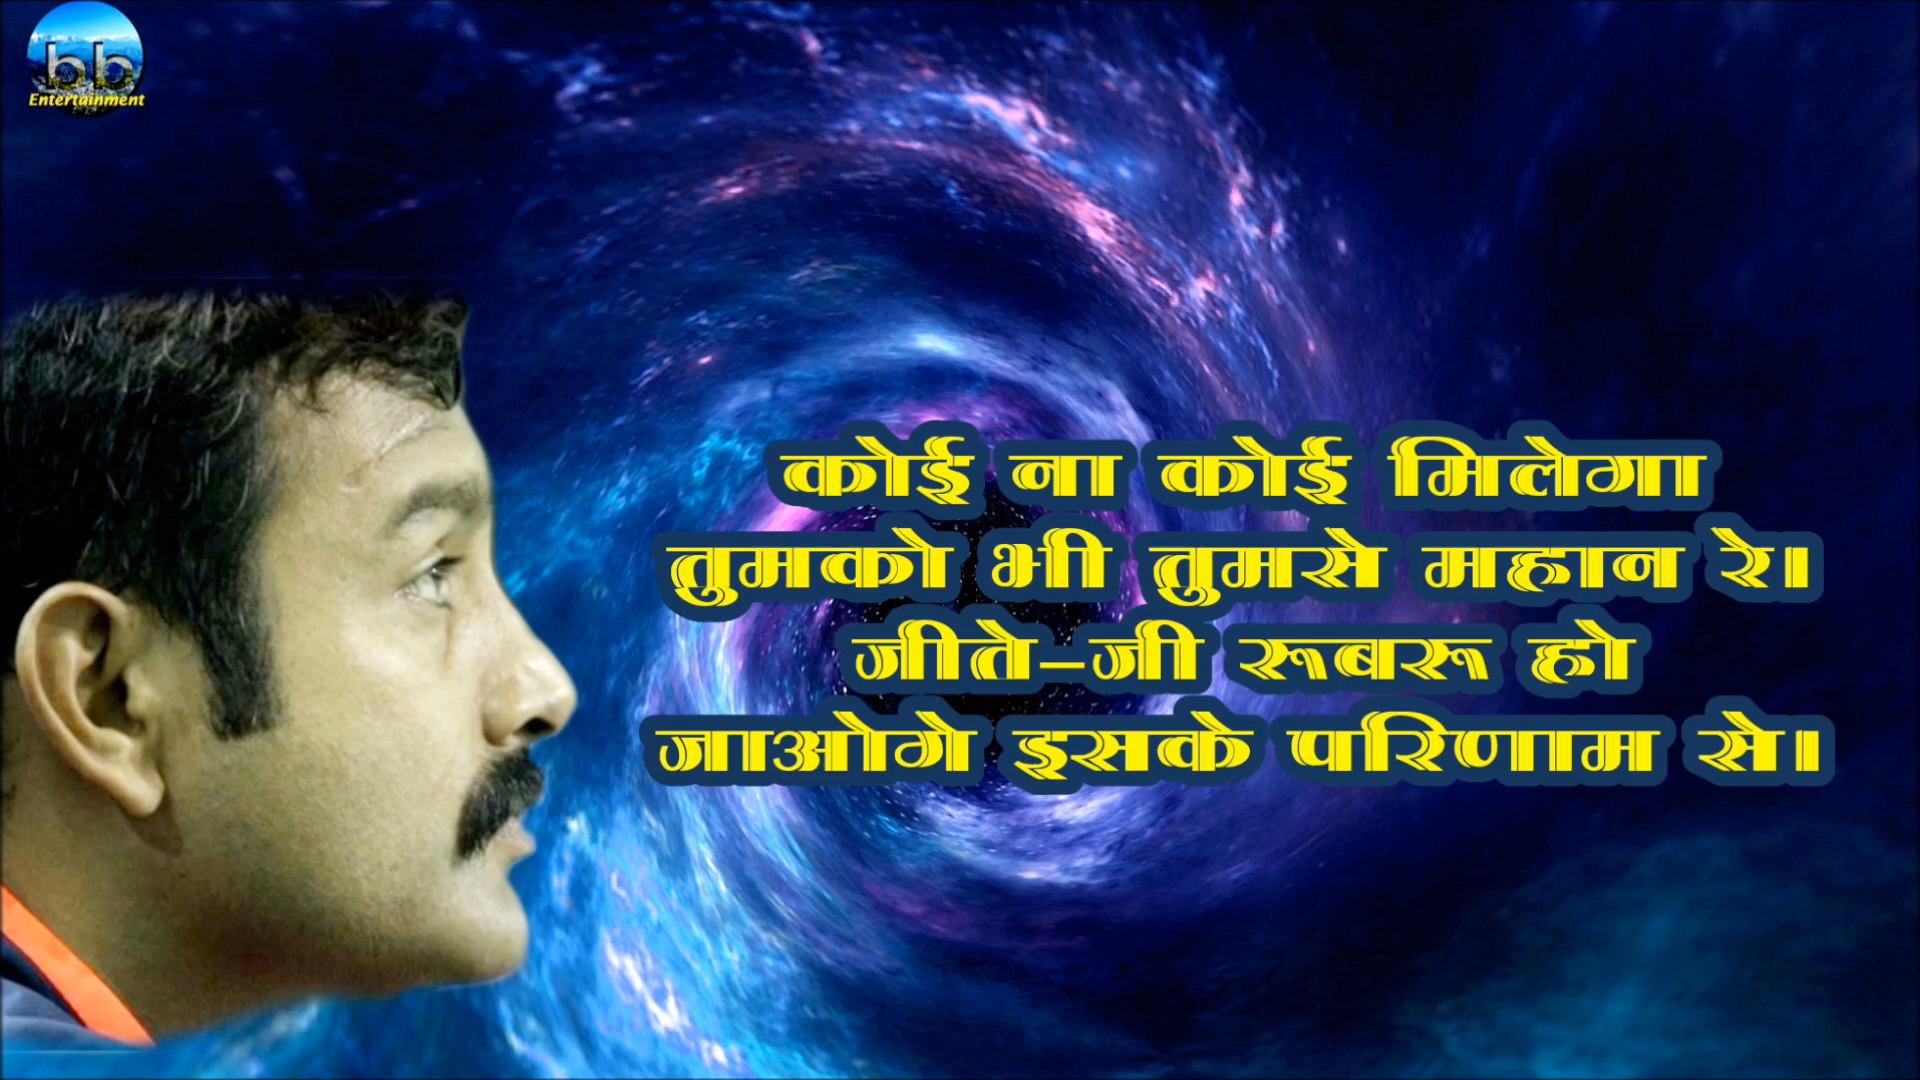 bb
Entertainment
कोई ना कोई मिलेगा
तुमको भी तुमसे महान रे।
जीते-जी रूबरू हो
जाओगे इसके परिणाम से।